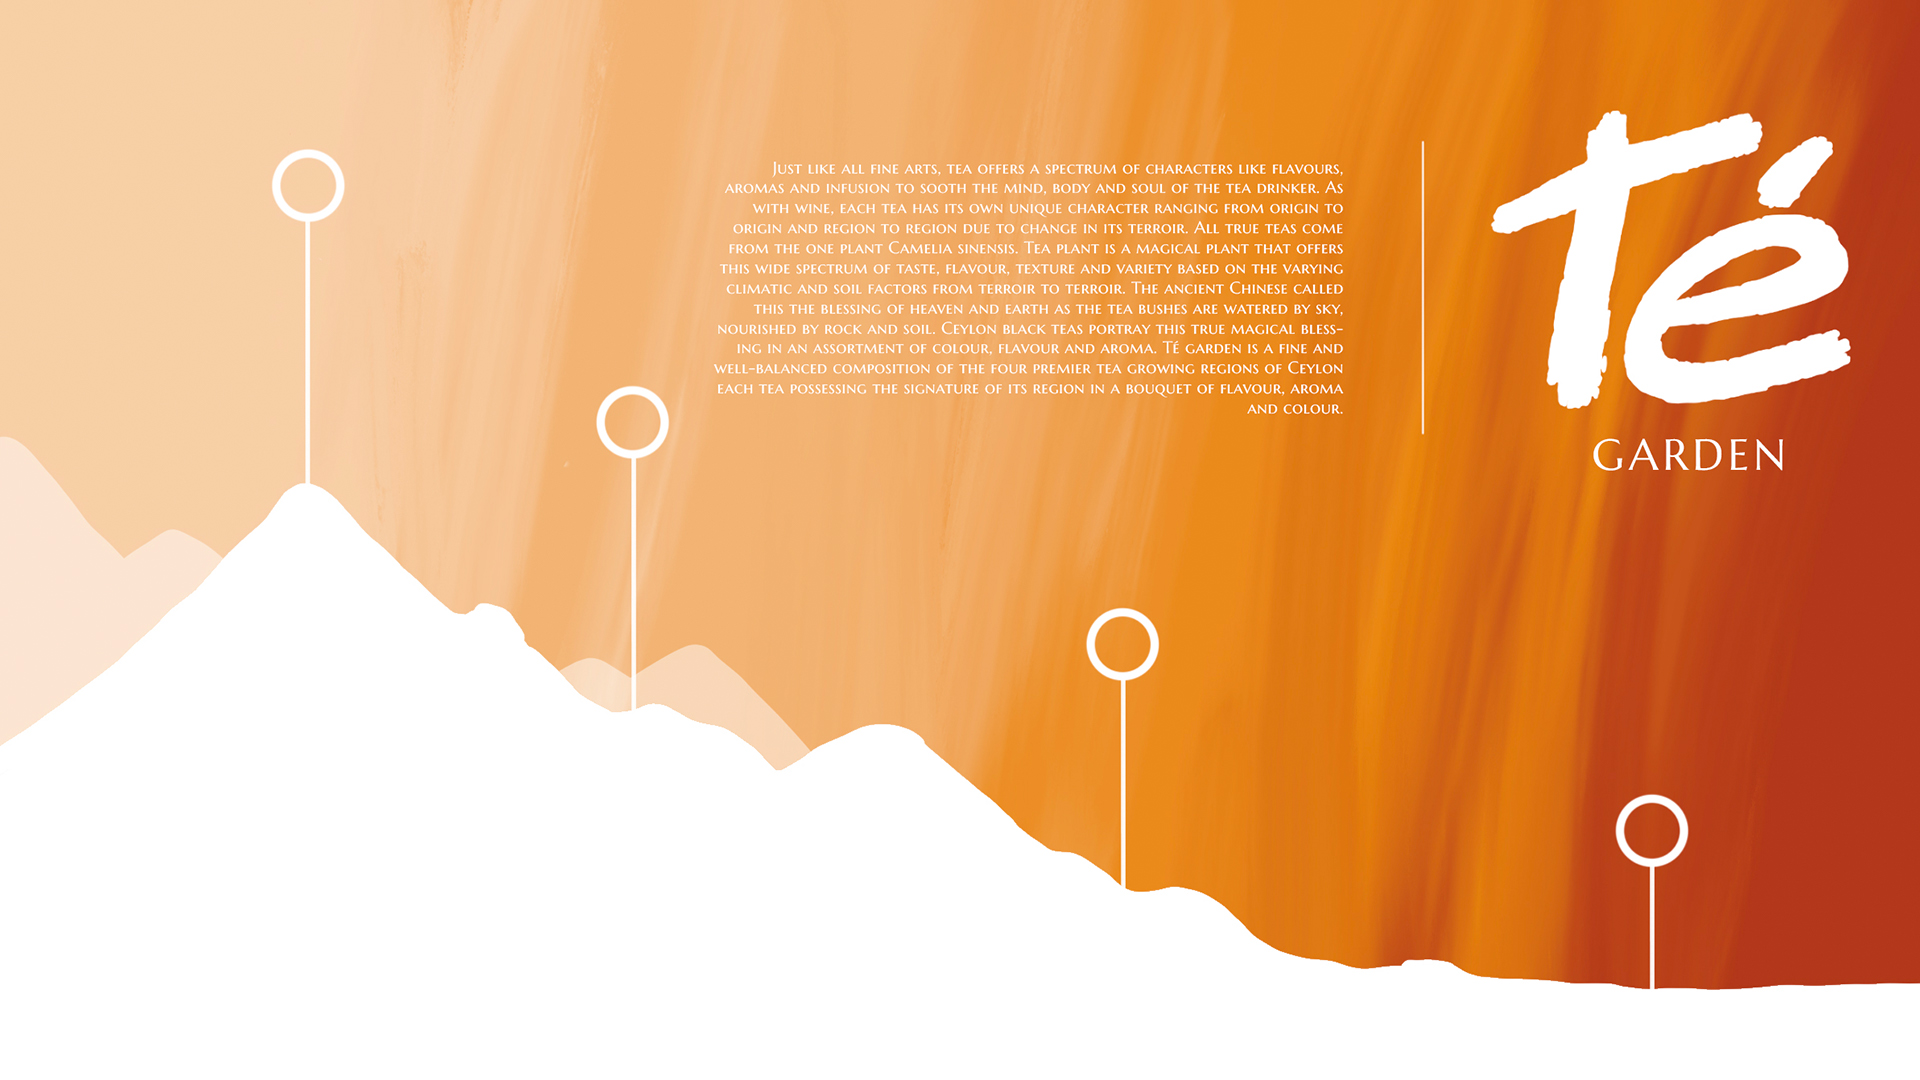 Just like all fine arts, tea offers a spectrum of characters like flavours,
aromas and infusion to sooth the mind, body and soul of the tea drinker. As
with wine, each tea has its own unique character ranging from origin to
origin and region to region due to change in its terroir. All true teas come
from the one plant Camelia sinensis. Tea plant is a magical plant that offers
this wide spectrum of taste, flavour, texture and variety based on the varying
climatic and soil factors from terroir to terroir. The ancient Chinese called
this the blessing of heaven and earth as the tea bushes are watered by sky,
nourished by rock and soil. Ceylon black teas portray this true magical bless-
ing in an assortment of colour, flavour and aroma. Té garden is a fine and
well-balanced composition of the four premier tea growing regions of Ceylon
each tea possessing the signature of its region in a bouquet of flavour, aroma
and colour.
Té
GARDEN